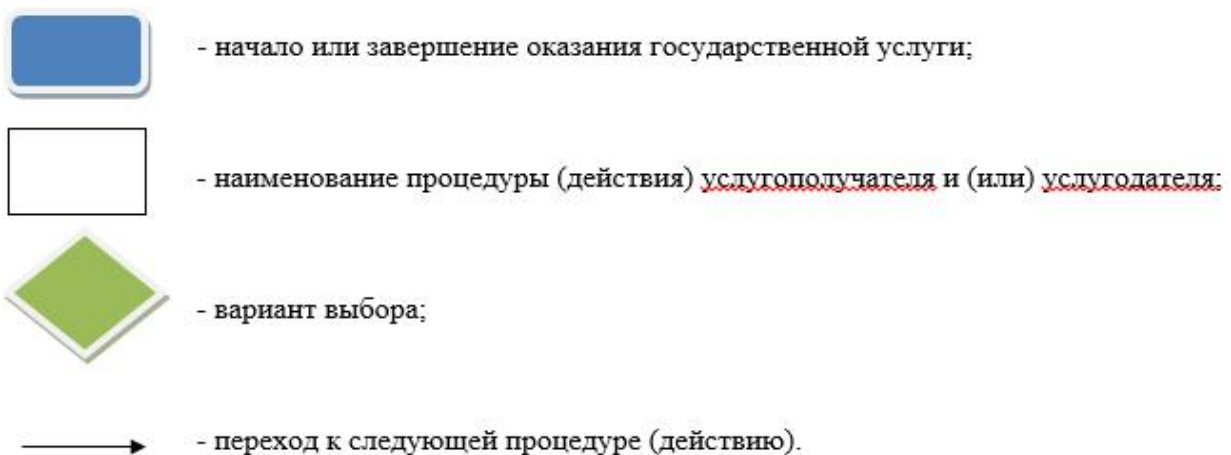 - начало или завершение оказания государственной услуги;
- наименование процедуры (действия) услугополучателя и (или) услугодателя;
- вариант выбора;
- переход к следующей процедуре (действию).